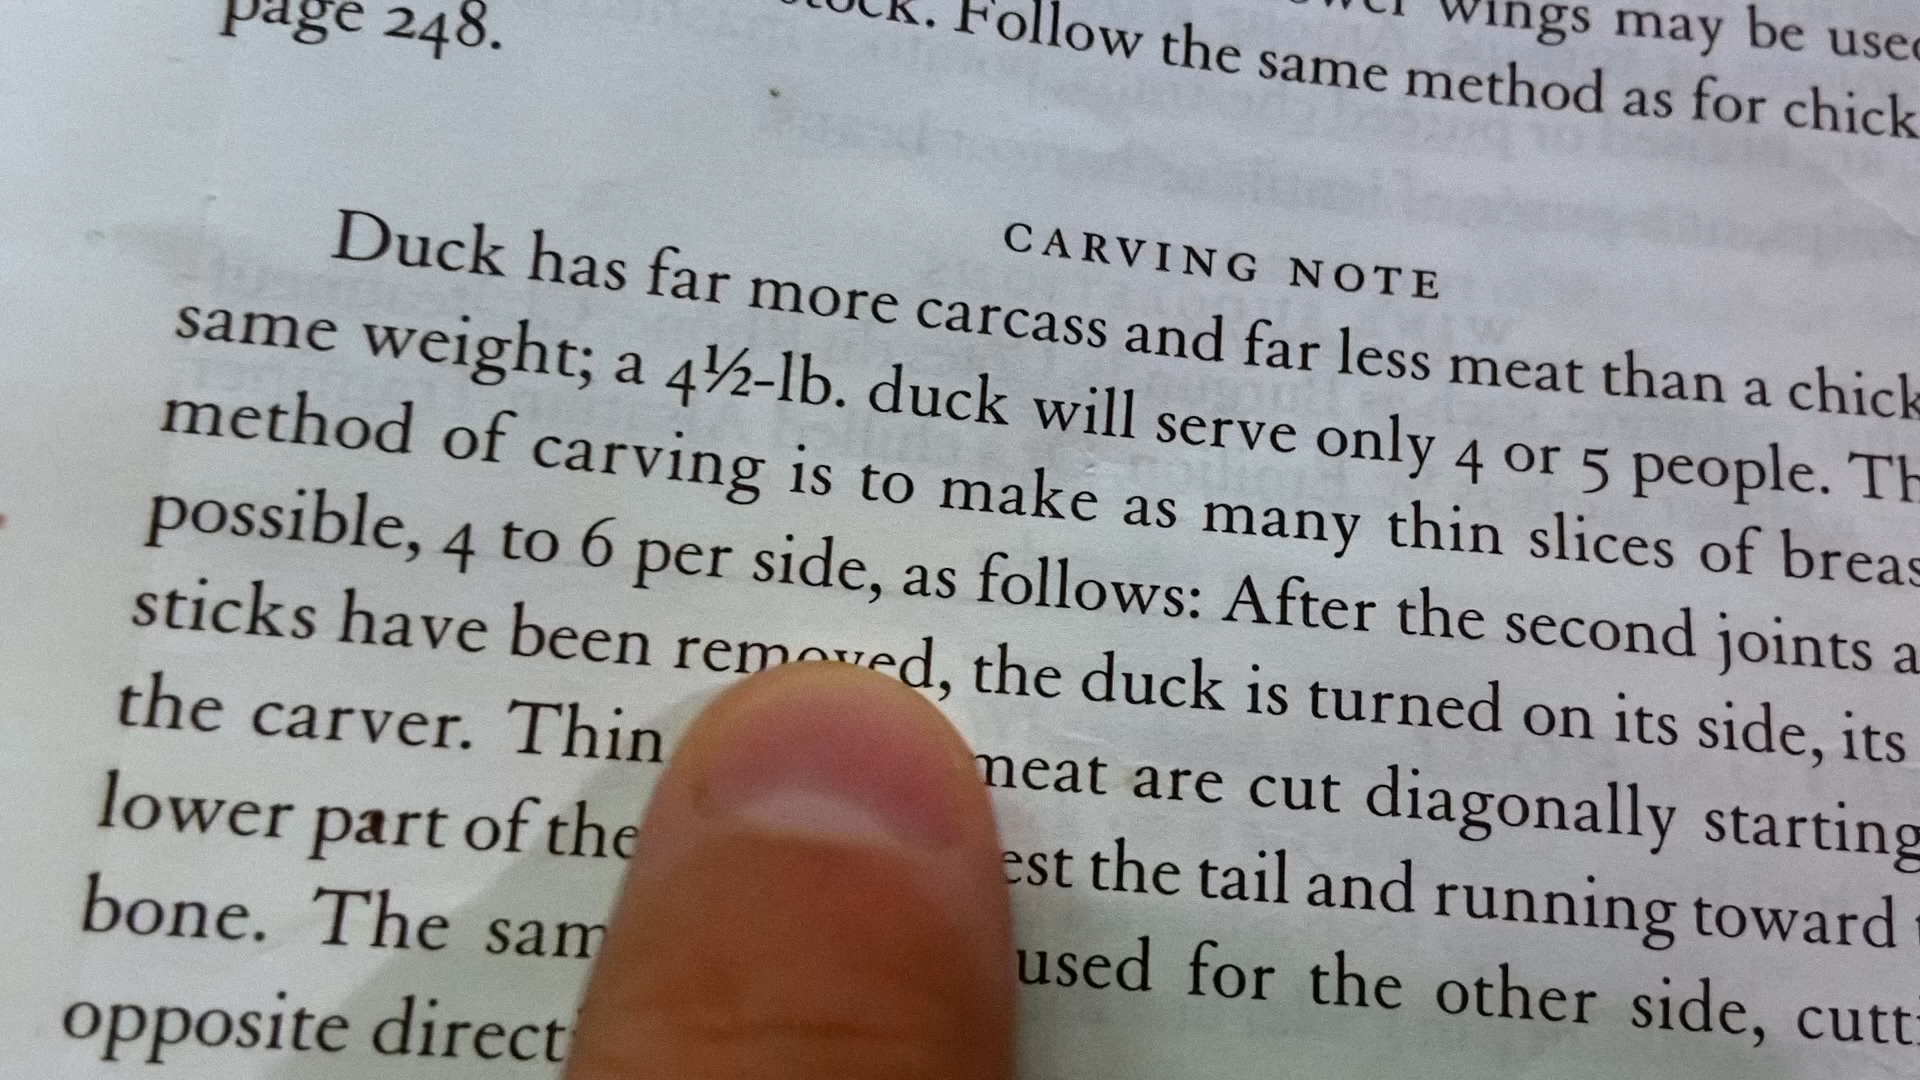 page 248.
wings may be used
Follow the same method as for chick
CARVING NOTE
Duck has far more carcass and far less meat than a chick
same weight; a 4½-lb. duck will serve only 4 or 5 people. Th
method of carving is to make as many thin slices of breas
possible, 4 to 6 per side, as follows: After the second joints a
sticks have been removed, the duck is turned on its side, its
the carver. Thin meat are cut diagonally starting
lower part of the est the tail and running toward
bone. The sam used for the other side, cutt
opposite direct